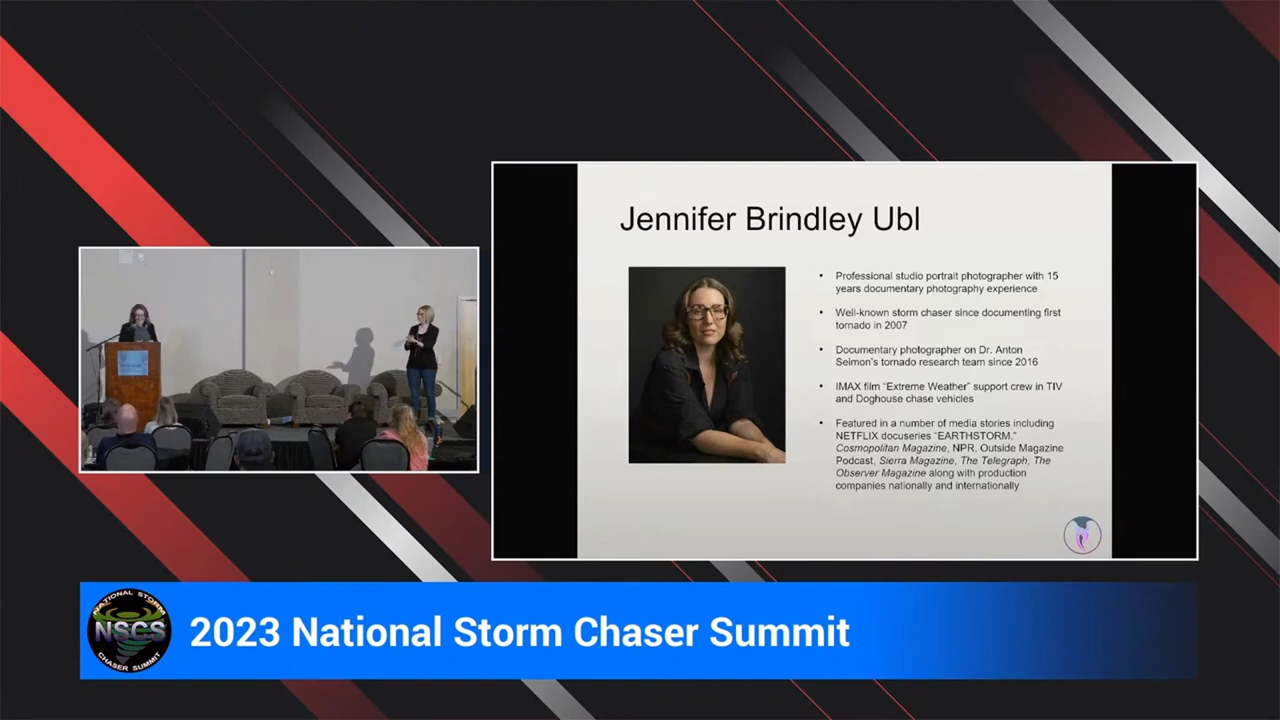 Jennifer Brindley Ubl
• Professional studio portrait photographer with 15
years documentary photography experience
• Well-known storm chaser since documenting first
tornado in 2007
• Documentary photographer on Dr. Anton
Seimon's tornado research team since 2016
• IMAX film “Extreme Weather” support crew in TIV
and Doghouse chase vehicles
• Featured in a number of media stories including
NETFLIX docuseries “EARTHSTORM,”
Cosmopolitan Magazine, NPR, Outside Magazine
Podcast, Sierra Magazine, The Telegraph, The
Observer Magazine along with production
companies nationally and internationally
NATIONAL STORM
NSCS
CHASER SUMMIT
2023 National Storm Chaser Summit